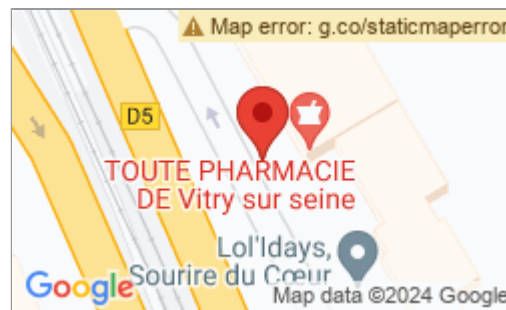 Map error: g.co/staticmaperror
D5
TOUTE PHARMACIE
DE Vitry sur seine
Lol'Idays,
Sourire du Cœur
Google
Map data ©2024 Google